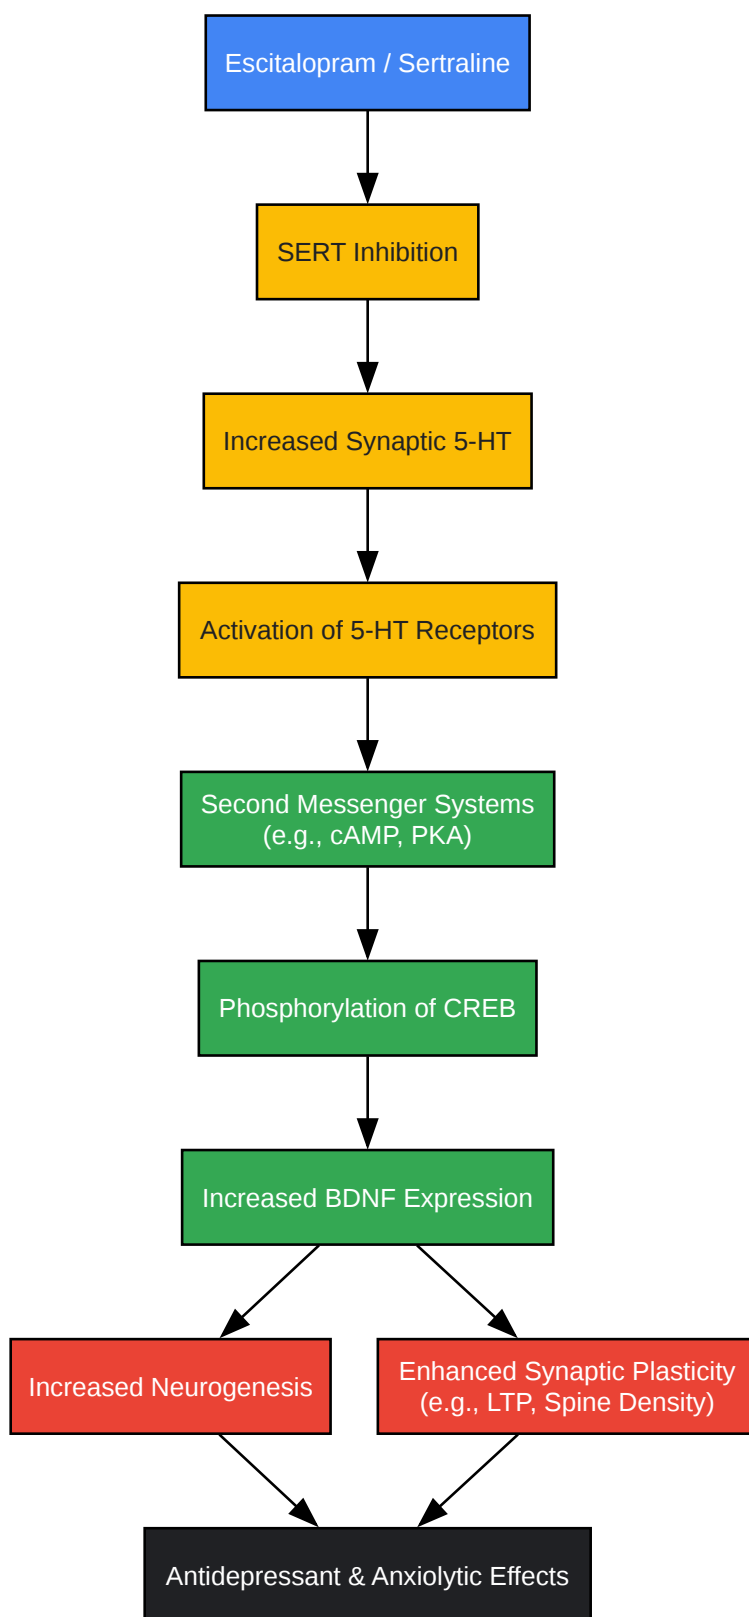 Escitalopram / Sertraline
SERT Inhibition
Increased Synaptic 5-HT
Activation of 5-HT Receptors
Second Messenger Systems
(e.g., cAMP, PKA)
Phosphorylation of CREB
Increased BDNF Expression
Increased Neurogenesis
Enhanced Synaptic Plasticity
(e.g., LTP, Spine Density)
Antidepressant & Anxiolytic Effects